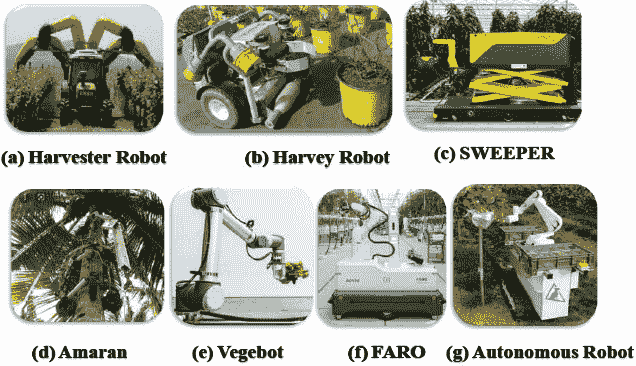 (a) Harvester Robot
(b) Harvey Robot
(c) SWEEPER
(d) Amaran
(e) Vegebot
(f) FARO
(g) Autonomous Robot